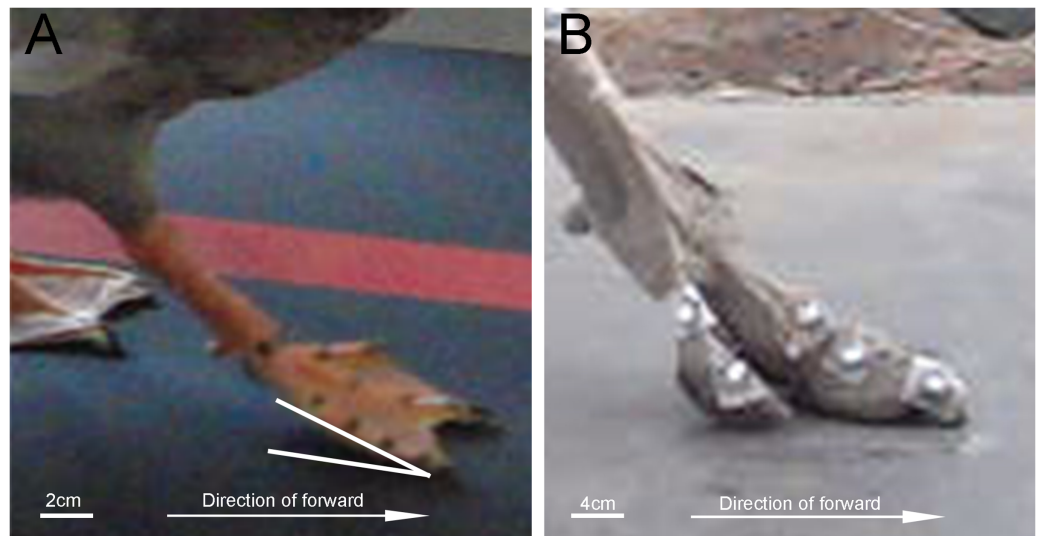 A
B
2cm
Direction of forward
4cm
Direction of forward